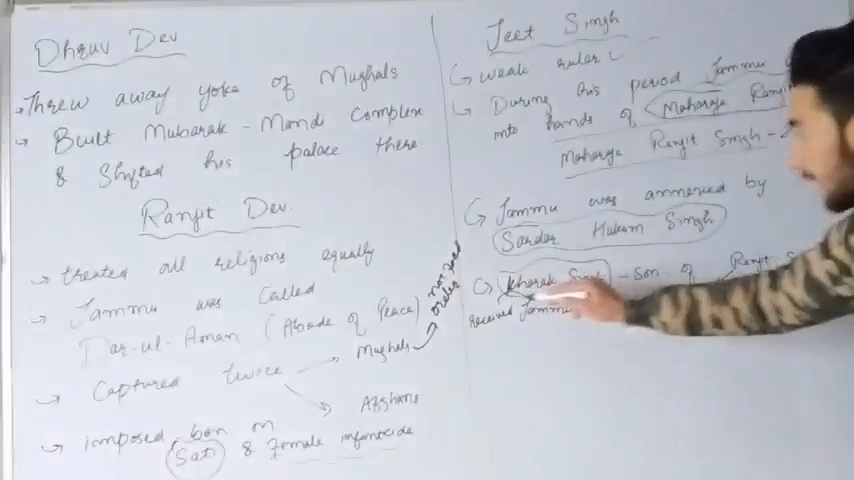 Dhruv Dev
→ Threw away yoke of Mughals
→ Built Mubarak-Mandi Complex
& Shifted his palace there
Ranjit Dev.
→ treated all religions equally
→ Jammu was called
Dar-ul-Aman (Abode of Peace)
→ Captured twice → Mughals
→ Afghans
→ imposed ban on
Sati & Female infanticide
Jeet Singh
→ weak ruler
→ During his period Jammu
into hands of Maharaja Ranjit
Maharaja Ranjit Singh -
→ Jammu was annexed by
Sardar Hukam Singh
→ Kharak Singh - Son of Ranjit S
received Jammu